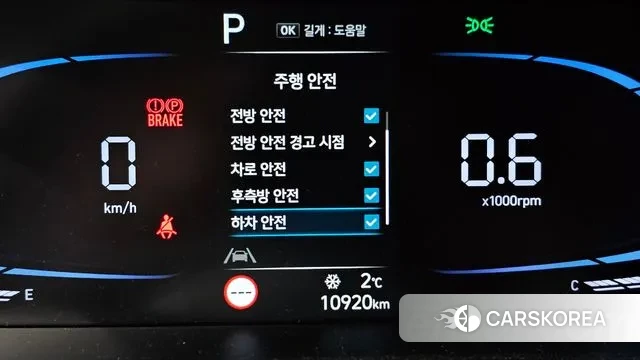 P
OK 길게 : 도움말
주행 안전
전방 안전
전방 안전 경고 시점
차로 안전
후측방 안전
하차 안전
BRAKE
0
km/h
0.6
x1000rpm
E
C
2℃
10920km
CARSKOREA